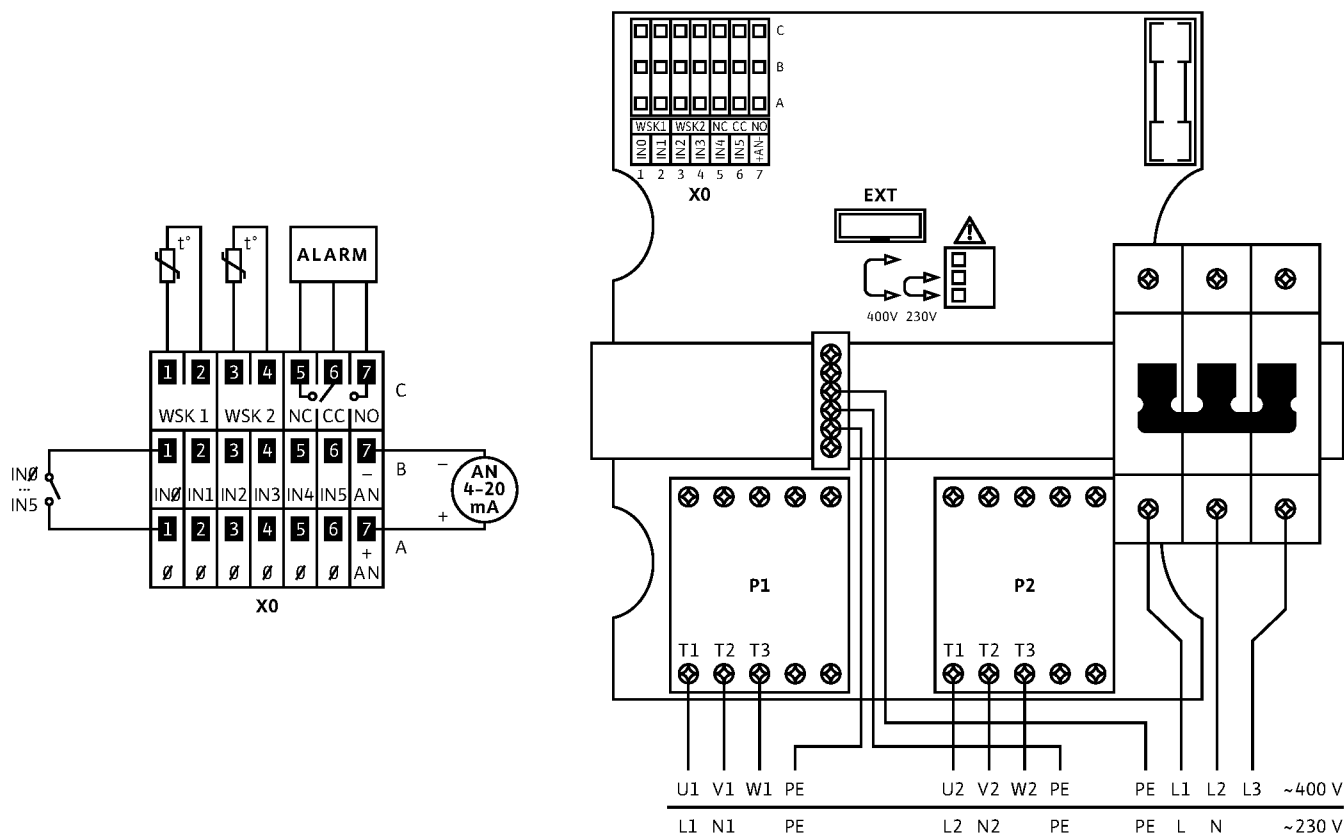 t° t° ALARM
1 2 3 4 5 6 7
WSK 1 WSK 2 NC CC NO C
1 2 3 4 5 6 7
– B
INØ IN1 IN2 IN3 IN4 IN5 AN
1 2 3 4 5 6 7
+ A
Ø Ø Ø Ø Ø Ø AN
X0
INØ
...
IN5
–
AN
4–20
mA
+
C
B
A
WSK1 WSK2 NC CC NO
IN0 IN1 IN2 IN3 IN4 IN5 +AN-
1 2 3 4 5 6 7
X0
EXT
!
400V 230V
P1 P2
T1 T2 T3 T1 T2 T3
U1 V1 W1 PE U2 V2 W2 PE PE L1 L2 L3 ~400 V
L1 N1 PE L2 N2 PE PE L N ~230 V